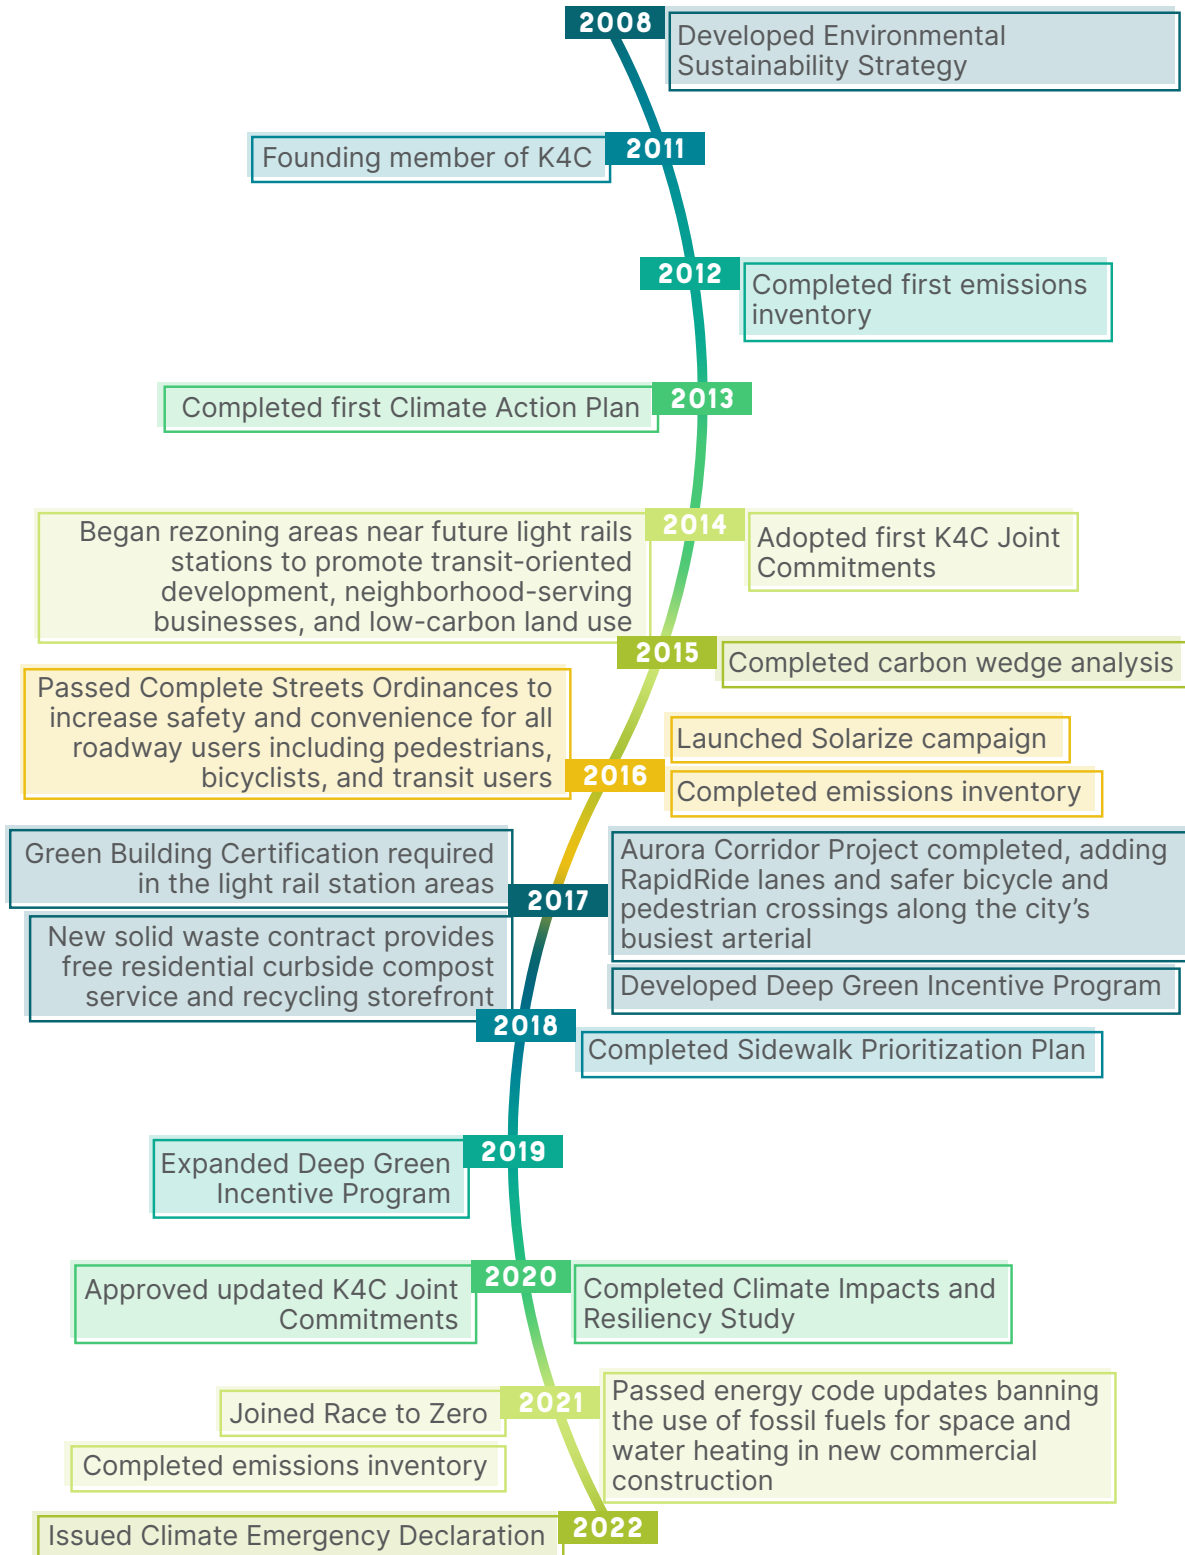 2008
Developed Environmental
Sustainability Strategy
Founding member of K4C
2011
2012
Completed first emissions
inventory
Completed first Climate Action Plan
2013
Began rezoning areas near future light rails
stations to promote transit-oriented
development, neighborhood-serving
businesses, and low-carbon land use
2014
Adopted first K4C Joint
Commitments
2015
Completed carbon wedge analysis
Passed Complete Streets Ordinances to
increase safety and convenience for all
roadway users including pedestrians,
bicyclists, and transit users
2016
Launched Solarize campaign
Completed emissions inventory
Green Building Certification required
in the light rail station areas
New solid waste contract provides
free residential curbside compost
service and recycling storefront
2017
Aurora Corridor Project completed, adding
RapidRide lanes and safer bicycle and
pedestrian crossings along the city's
busiest arterial
Developed Deep Green Incentive Program
2018
Completed Sidewalk Prioritization Plan
Expanded Deep Green
Incentive Program
2019
Approved updated K4C Joint
Commitments
2020
Completed Climate Impacts and
Resiliency Study
Joined Race to Zero
Completed emissions inventory
2021
Passed energy code updates banning
the use of fossil fuels for space and
water heating in new commercial
construction
Issued Climate Emergency Declaration
2022